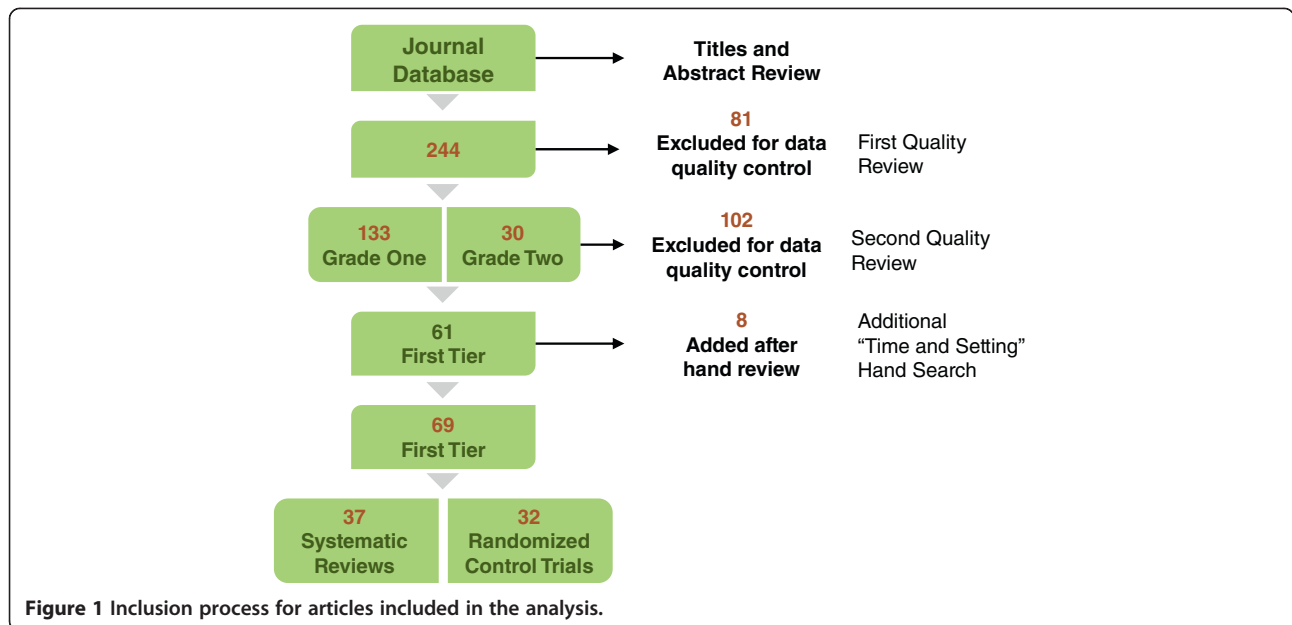 Journal
Database
Titles and
Abstract Review
244
81
Excluded for data
quality control
First Quality
Review
133
Grade One
30
Grade Two
102
Excluded for data
quality control
Second Quality
Review
61
First Tier
8
Added after
hand review
Additional
“Time and Setting”
Hand Search
69
First Tier
37
Systematic
Reviews
32
Randomized
Control Trials
Figure 1 Inclusion process for articles included in the analysis.